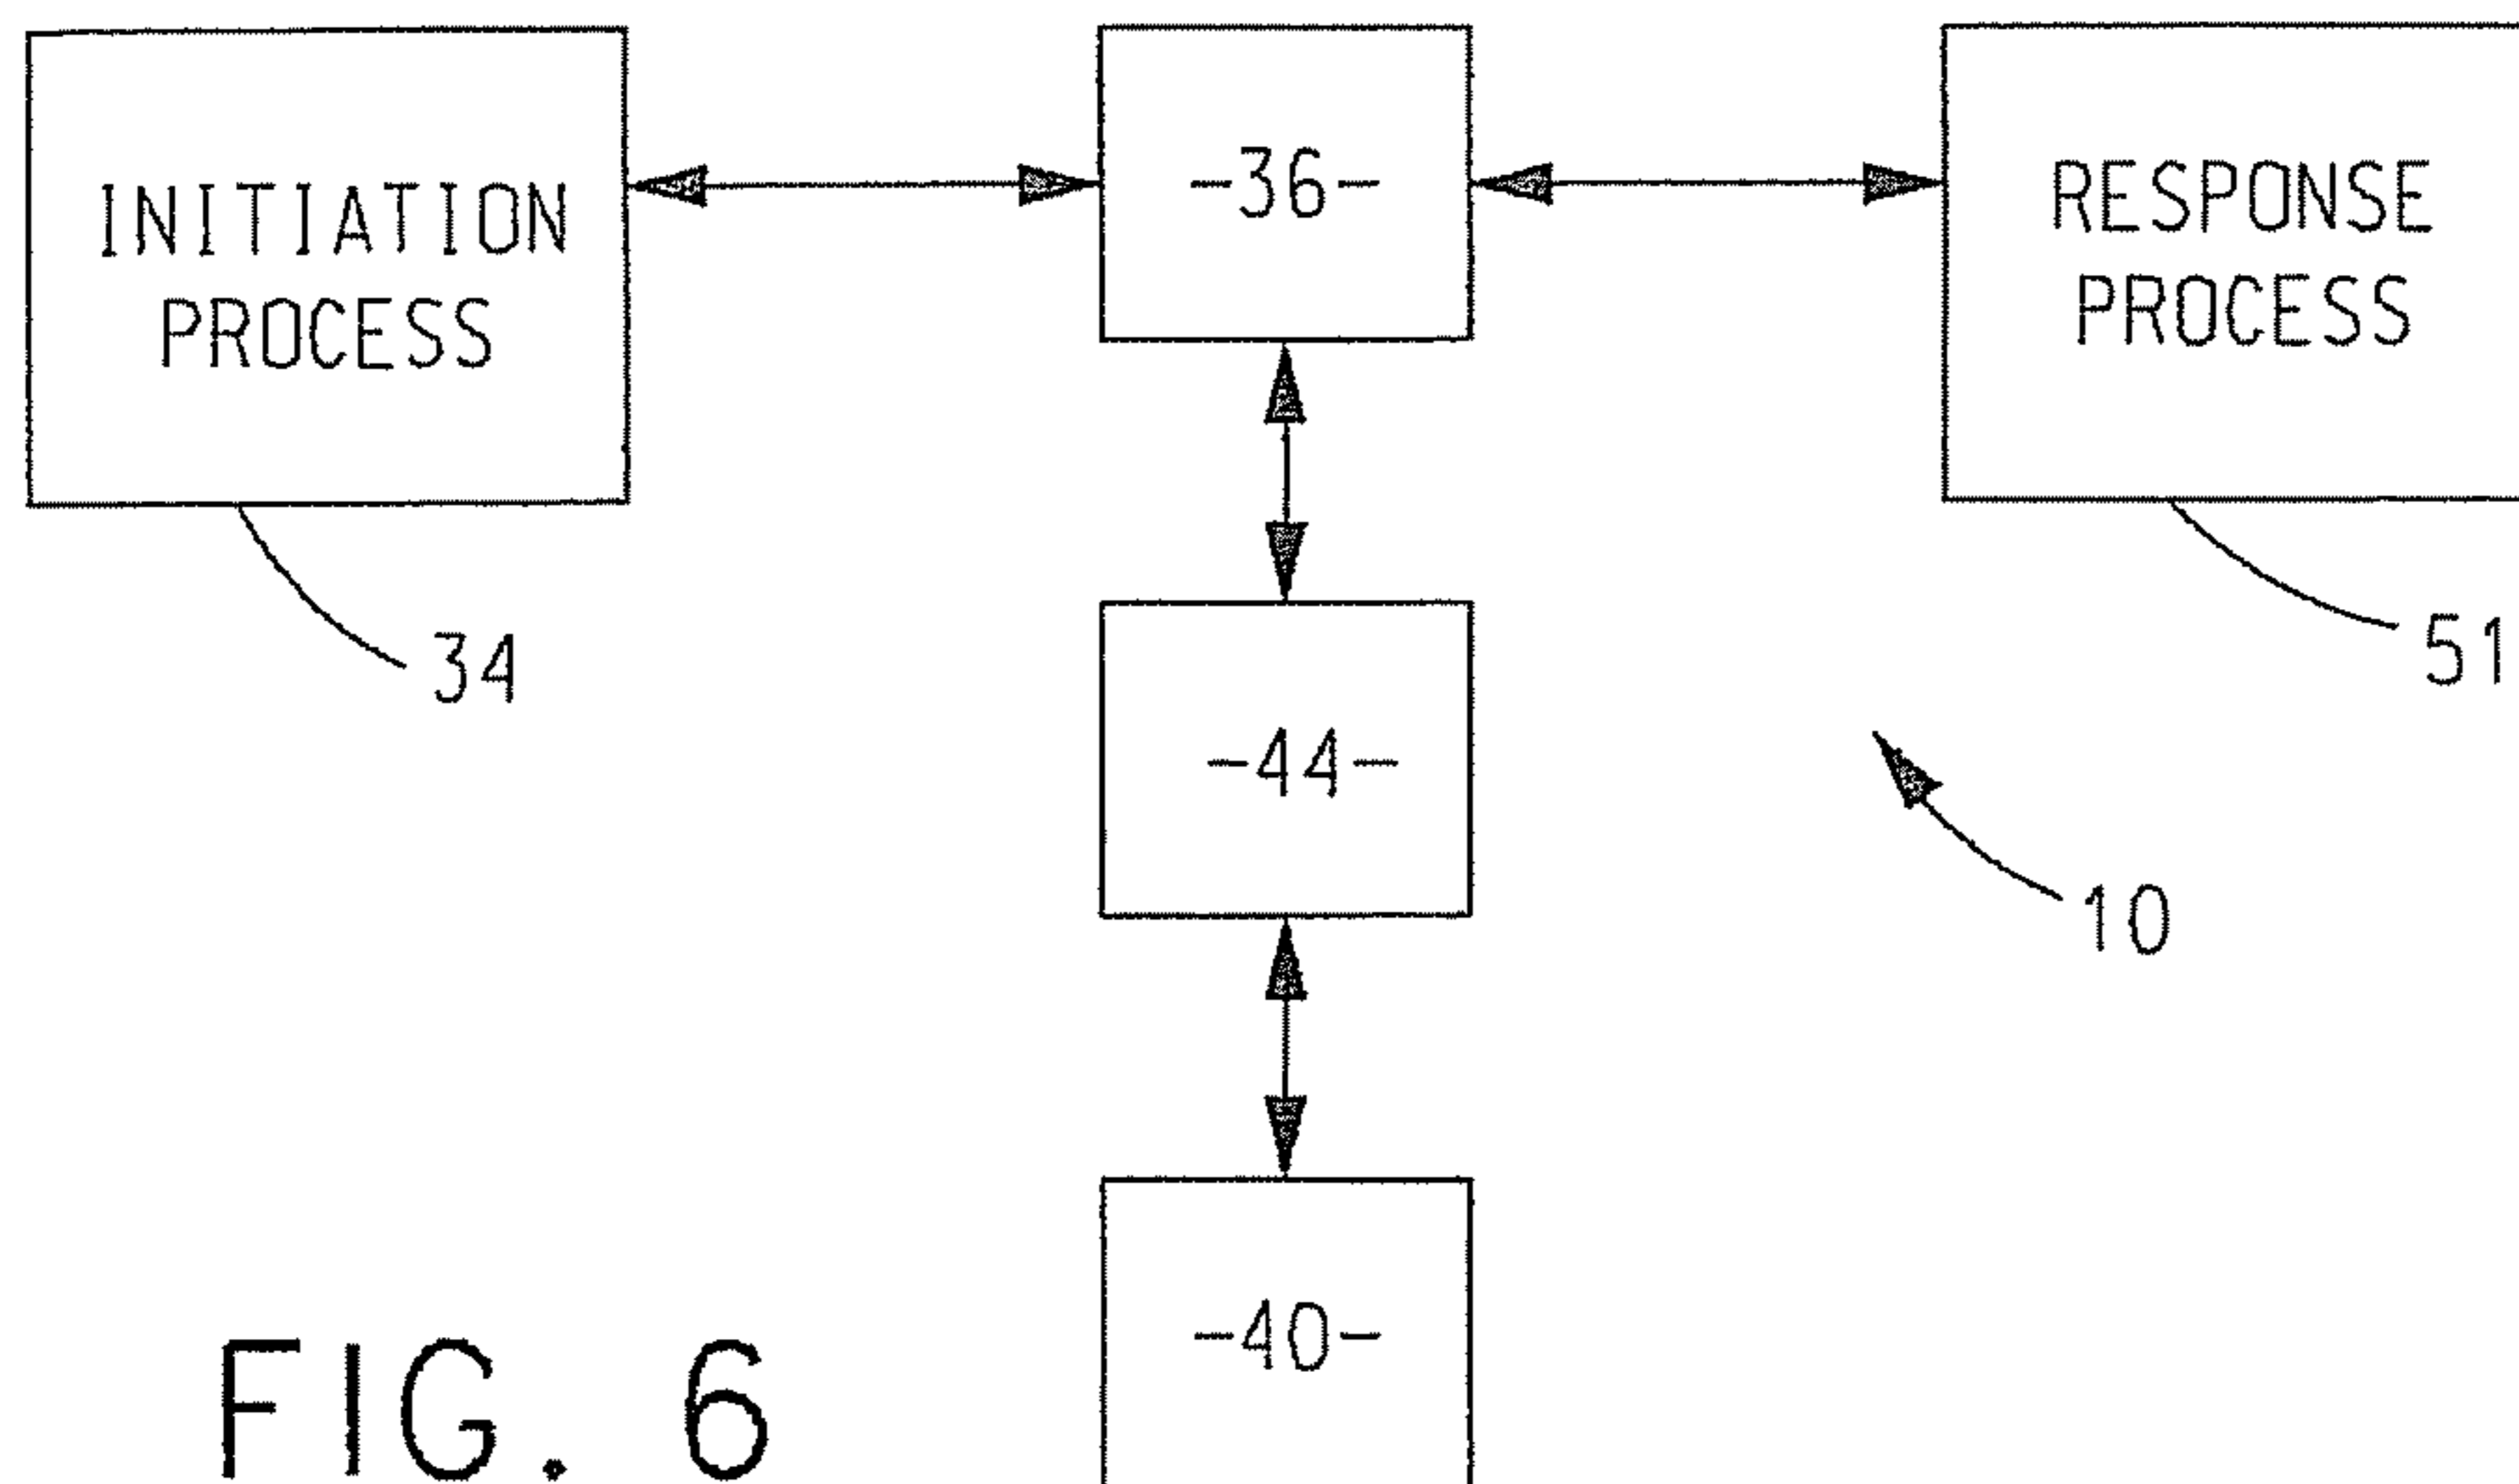 INITIATION
PROCESS
-36-
RESPONSE
PROCESS
34
51
-44-
10
-40-
FIG. 6